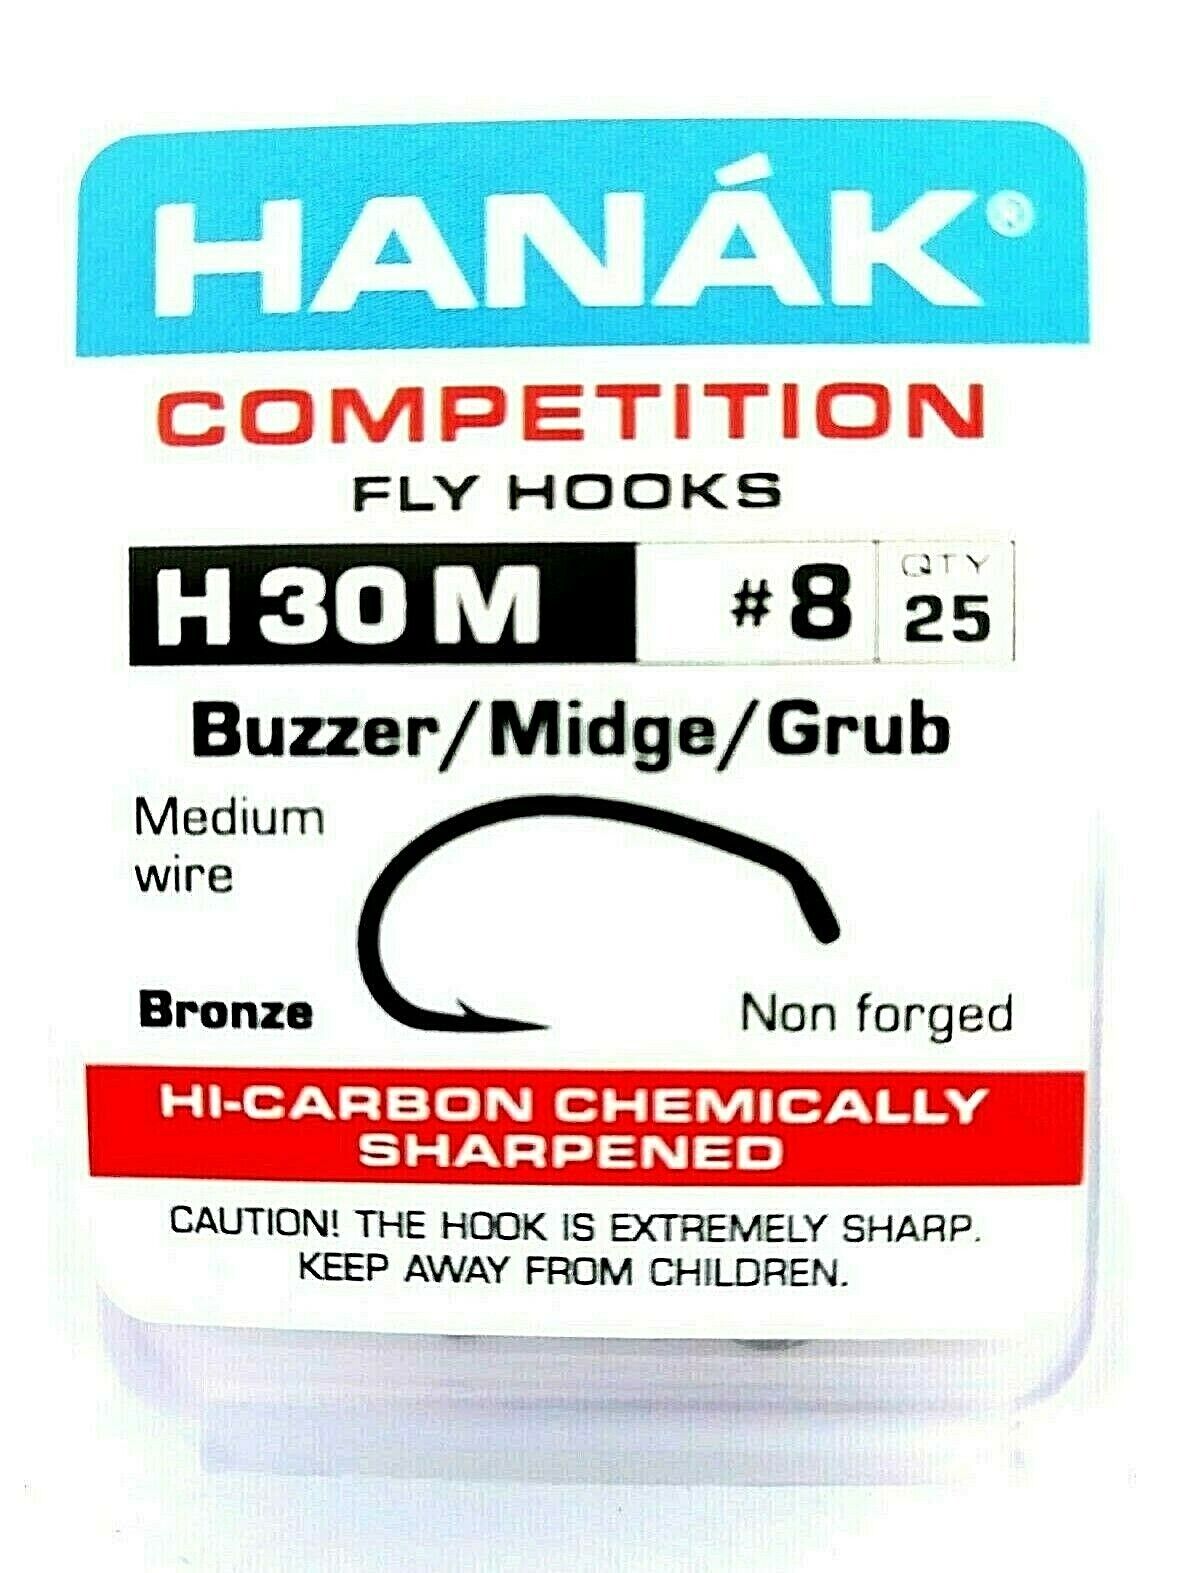 HANÁK®
COMPETITION
FLY HOOKS
H30M #8 QTY 25
Buzzer/Midge/Grub
Medium
wire
Bronze Non forged
HI-CARBON CHEMICALLY
SHARPENED
CAUTION! THE HOOK IS EXTREMELY SHARP.
KEEP AWAY FROM CHILDREN.